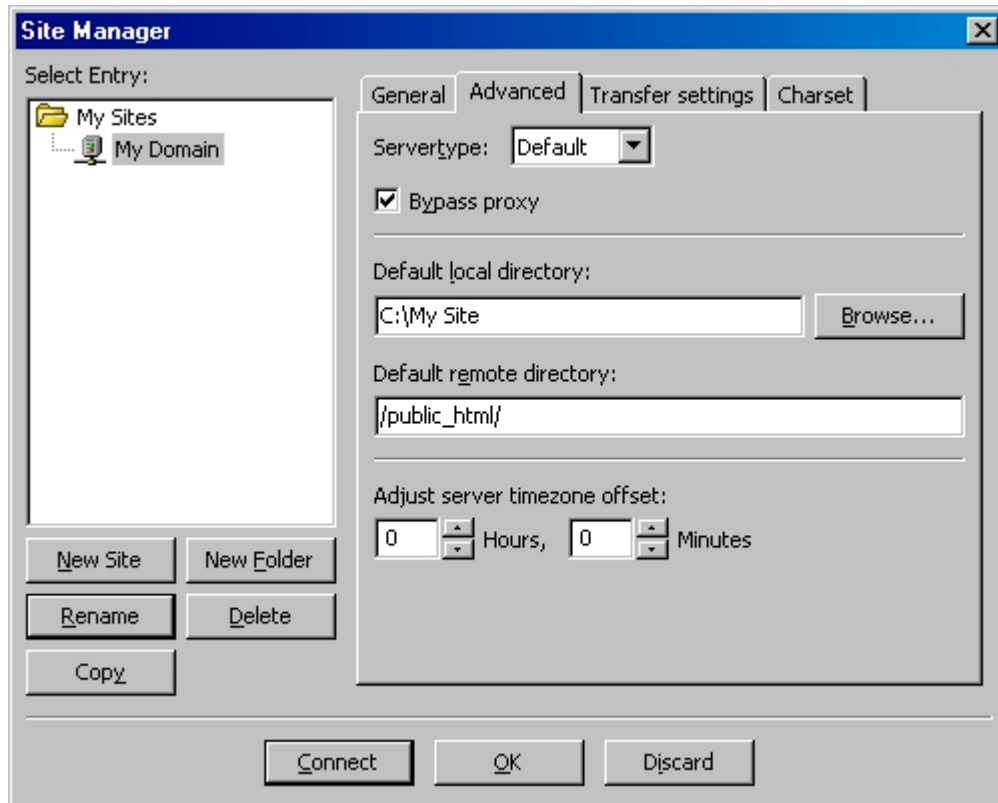 Site Manager
Select Entry:
My Sites
My Domain
New Site
New Folder
Rename
Delete
Copy
General
Advanced
Transfer settings
Charset
Servertype:
Default
Bypass proxy
Default local directory:
C:\My Site
Browse...
Default remote directory:
/public_html/
Adjust server timezone offset:
0 Hours, 0 Minutes
Connect
OK
Discard